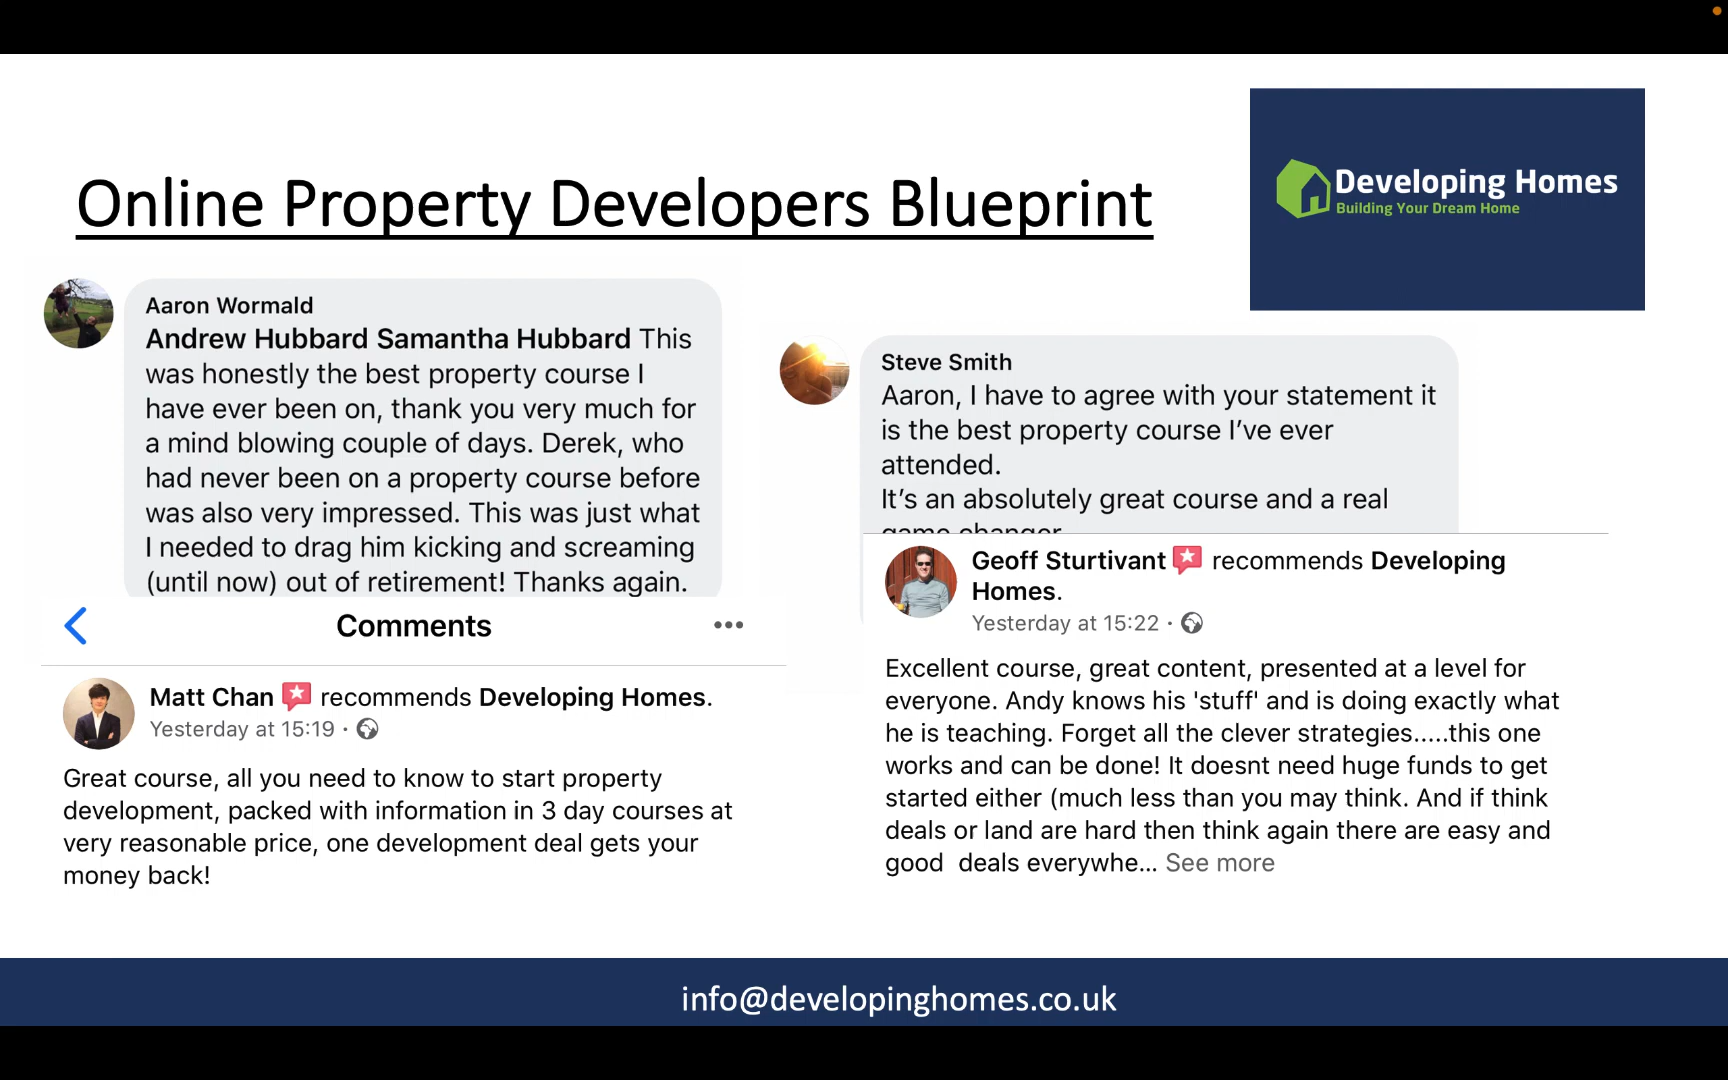 Developing Homes
Building Your Dream Home
Online Property Developers Blueprint
Aaron Wormald
Andrew Hubbard Samantha Hubbard This
was honestly the best property course I
have ever been on, thank you very much for
a mind blowing couple of days. Derek, who
had never been on a property course before
was also very impressed. This was just what
I needed to drag him kicking and screaming
(until now) out of retirement! Thanks again.
Steve Smith
Aaron, I have to agree with your statement it
is the best property course I've ever
attended.
It's an absolutely great course and a real
game changer
Comments
Matt Chan recommends Developing Homes.
Yesterday at 15:19 ·
Great course, all you need to know to start property
development, packed with information in 3 day courses at
very reasonable price, one development deal gets your
money back!
Geoff Sturtivant recommends Developing
Homes.
Yesterday at 15:22 ·
Excellent course, great content, presented at a level for
everyone. Andy knows his 'stuff' and is doing exactly what
he is teaching. Forget all the clever strategies.....this one
works and can be done! It doesnt need huge funds to get
started either (much less than you may think. And if think
deals or land are hard then think again there are easy and
good  deals everywhe... See more
info@developinghomes.co.uk